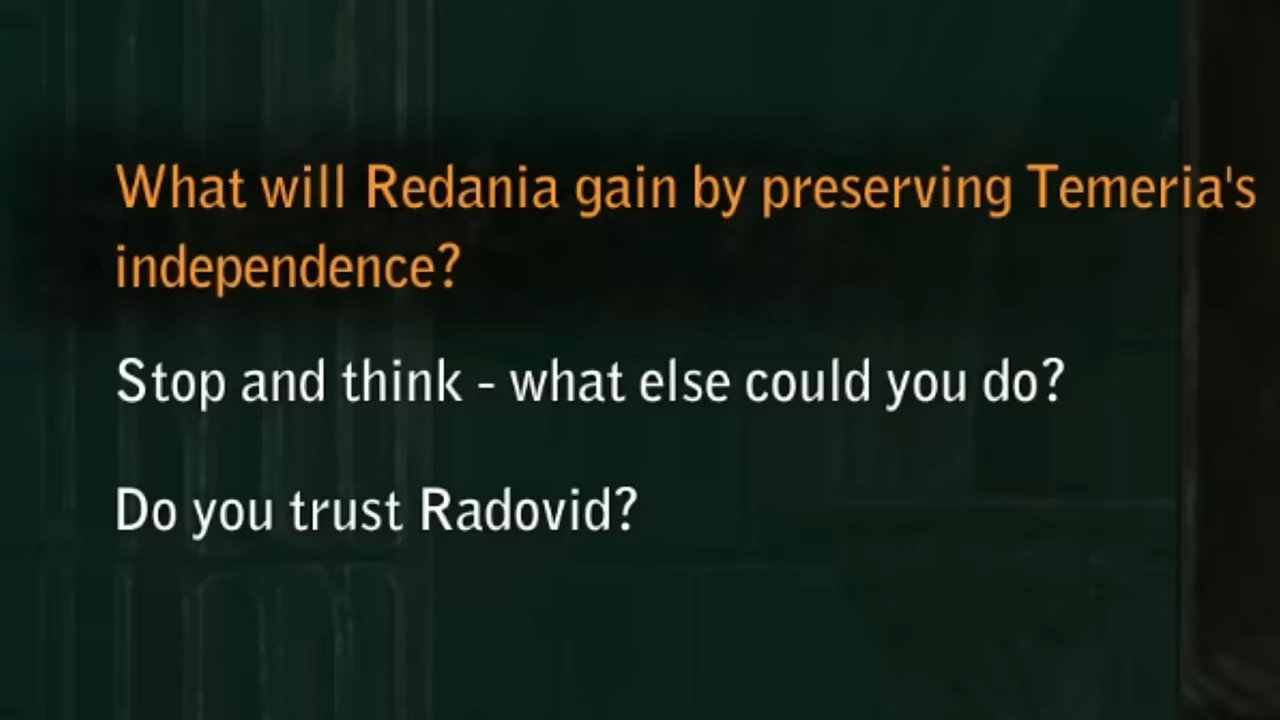 What will Redania gain by preserving Temeria's
independence?
Stop and think - what else could you do?
Do you trust Radovid?